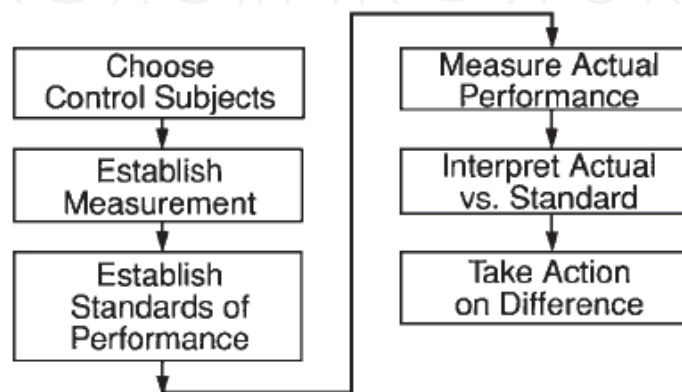 Choose
Control Subjects
Establish
Measurement
Establish
Standards of
Performance
Measure Actual
Performance
Interpret Actual
vs. Standard
Take Action
on Difference